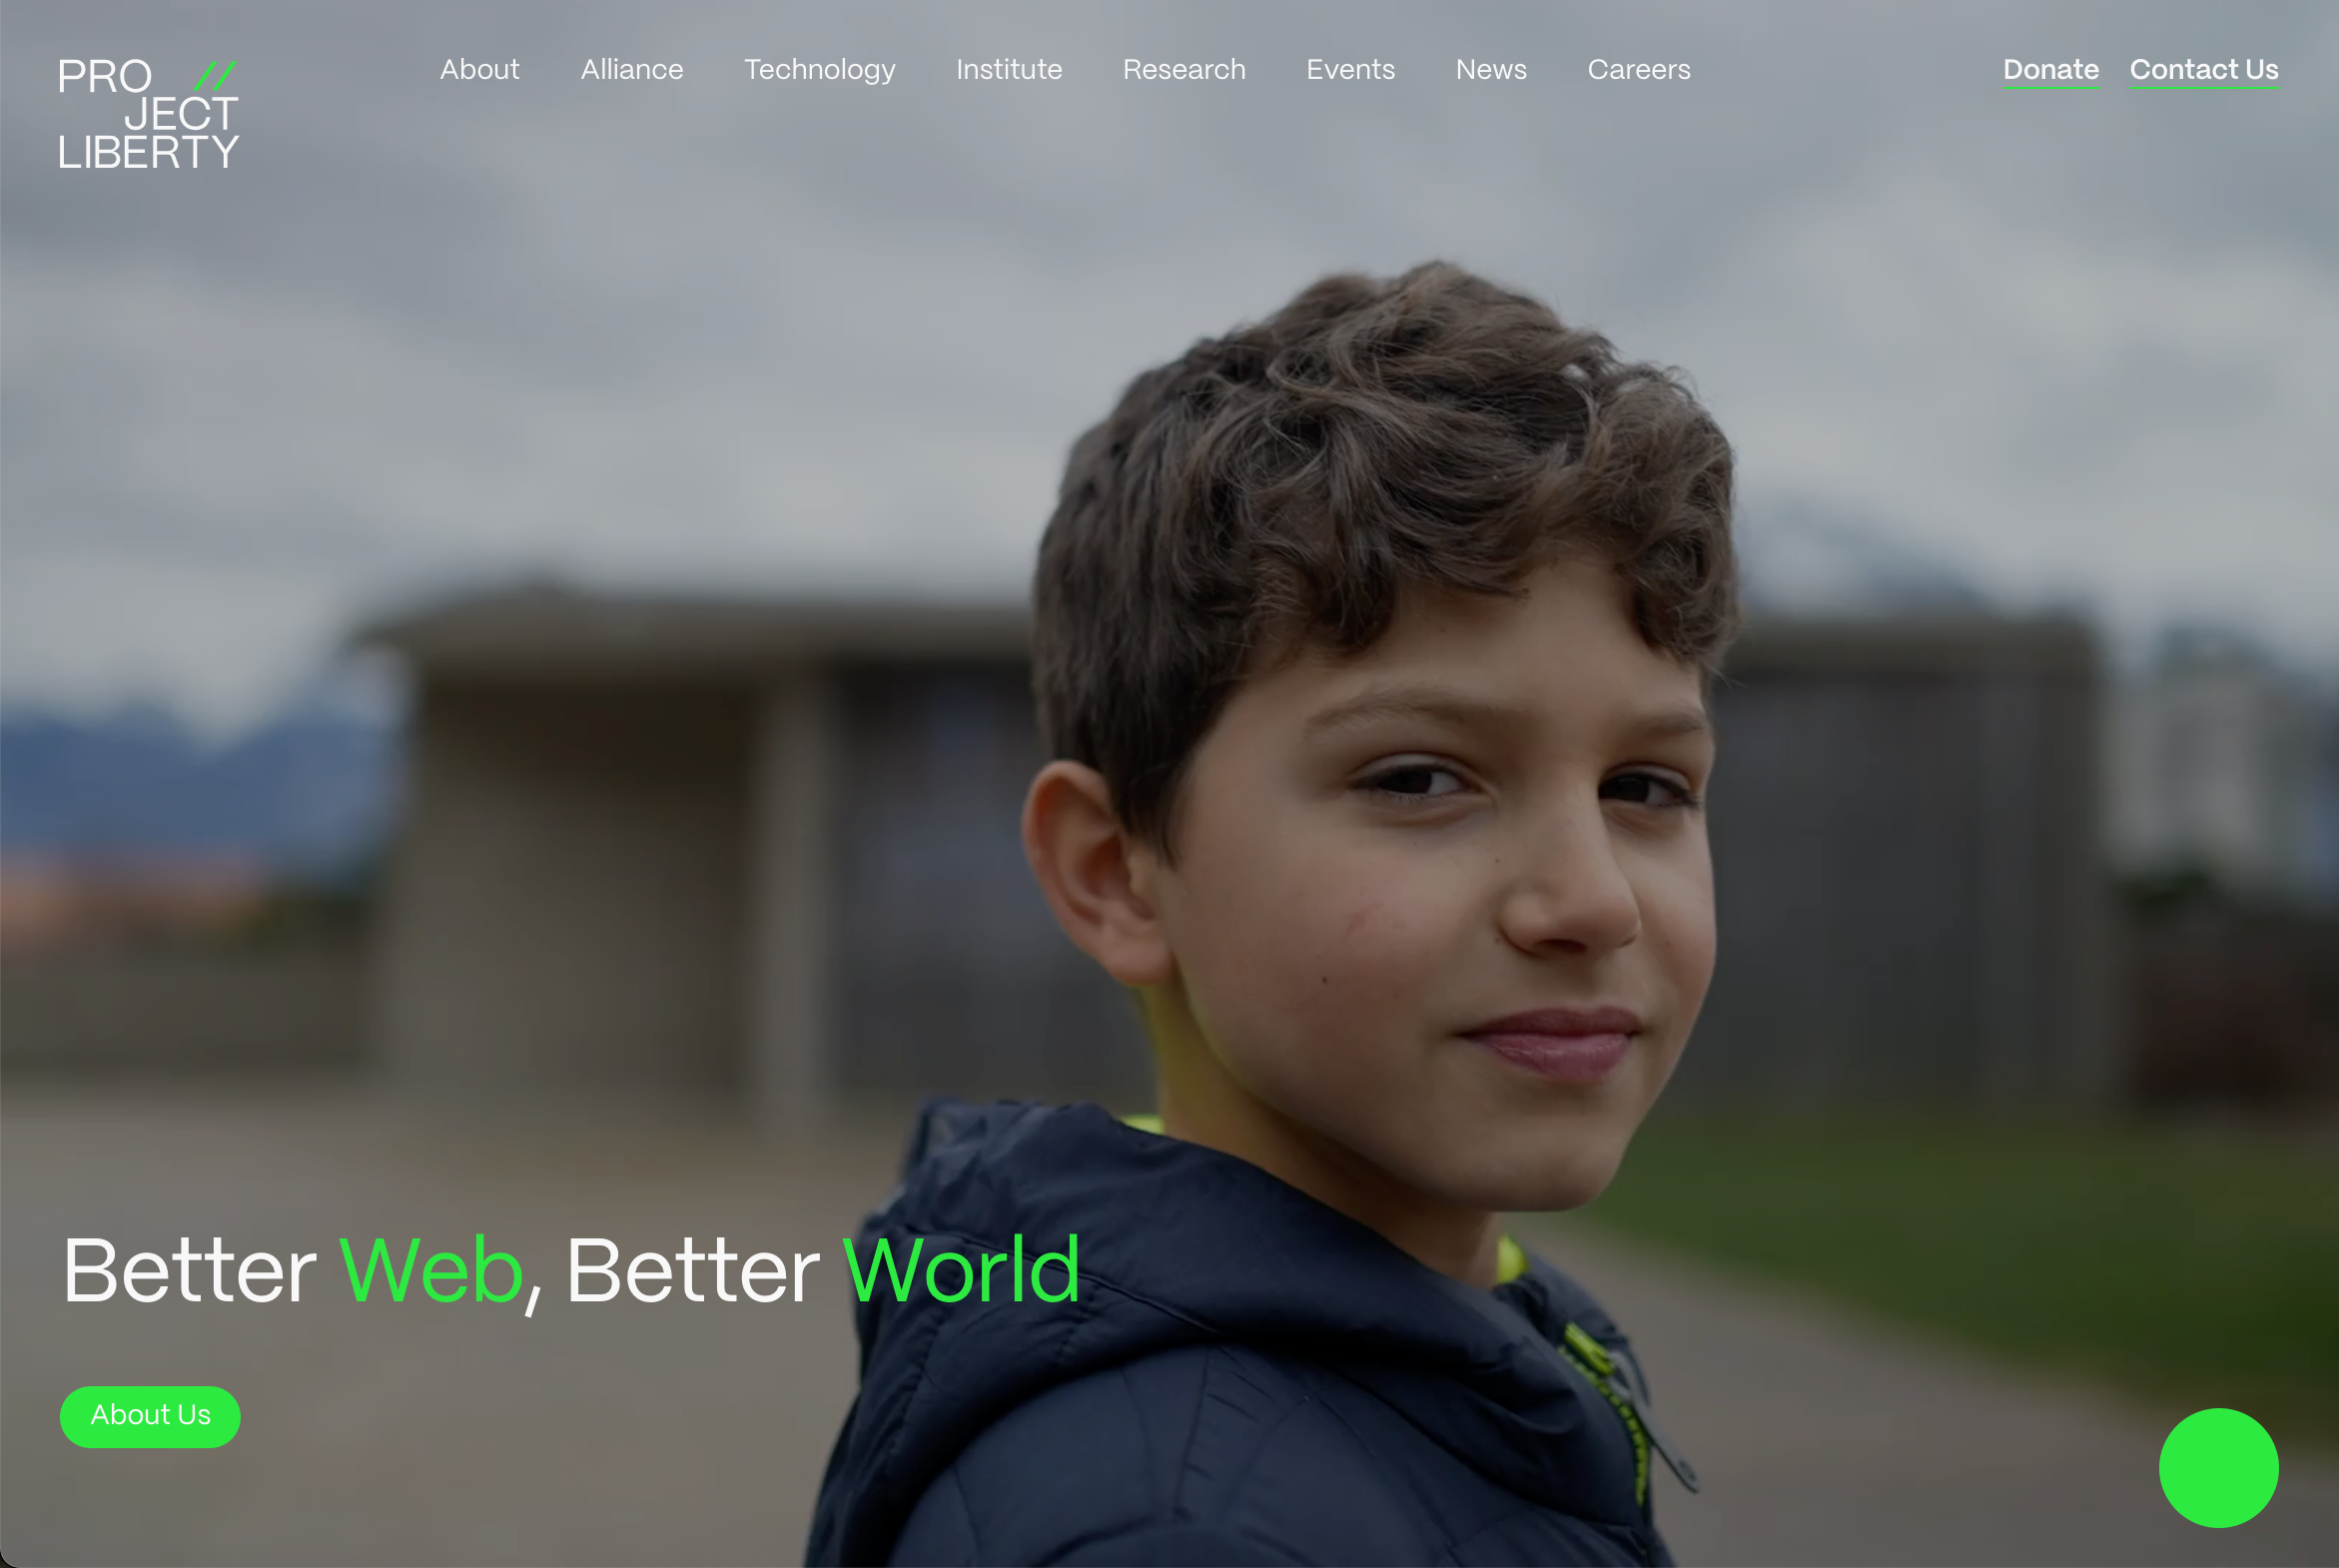 PRO //
JECT
LIBERTY
About Alliance Technology Institute Research Events News Careers
Donate Contact Us
Better Web, Better World
About Us